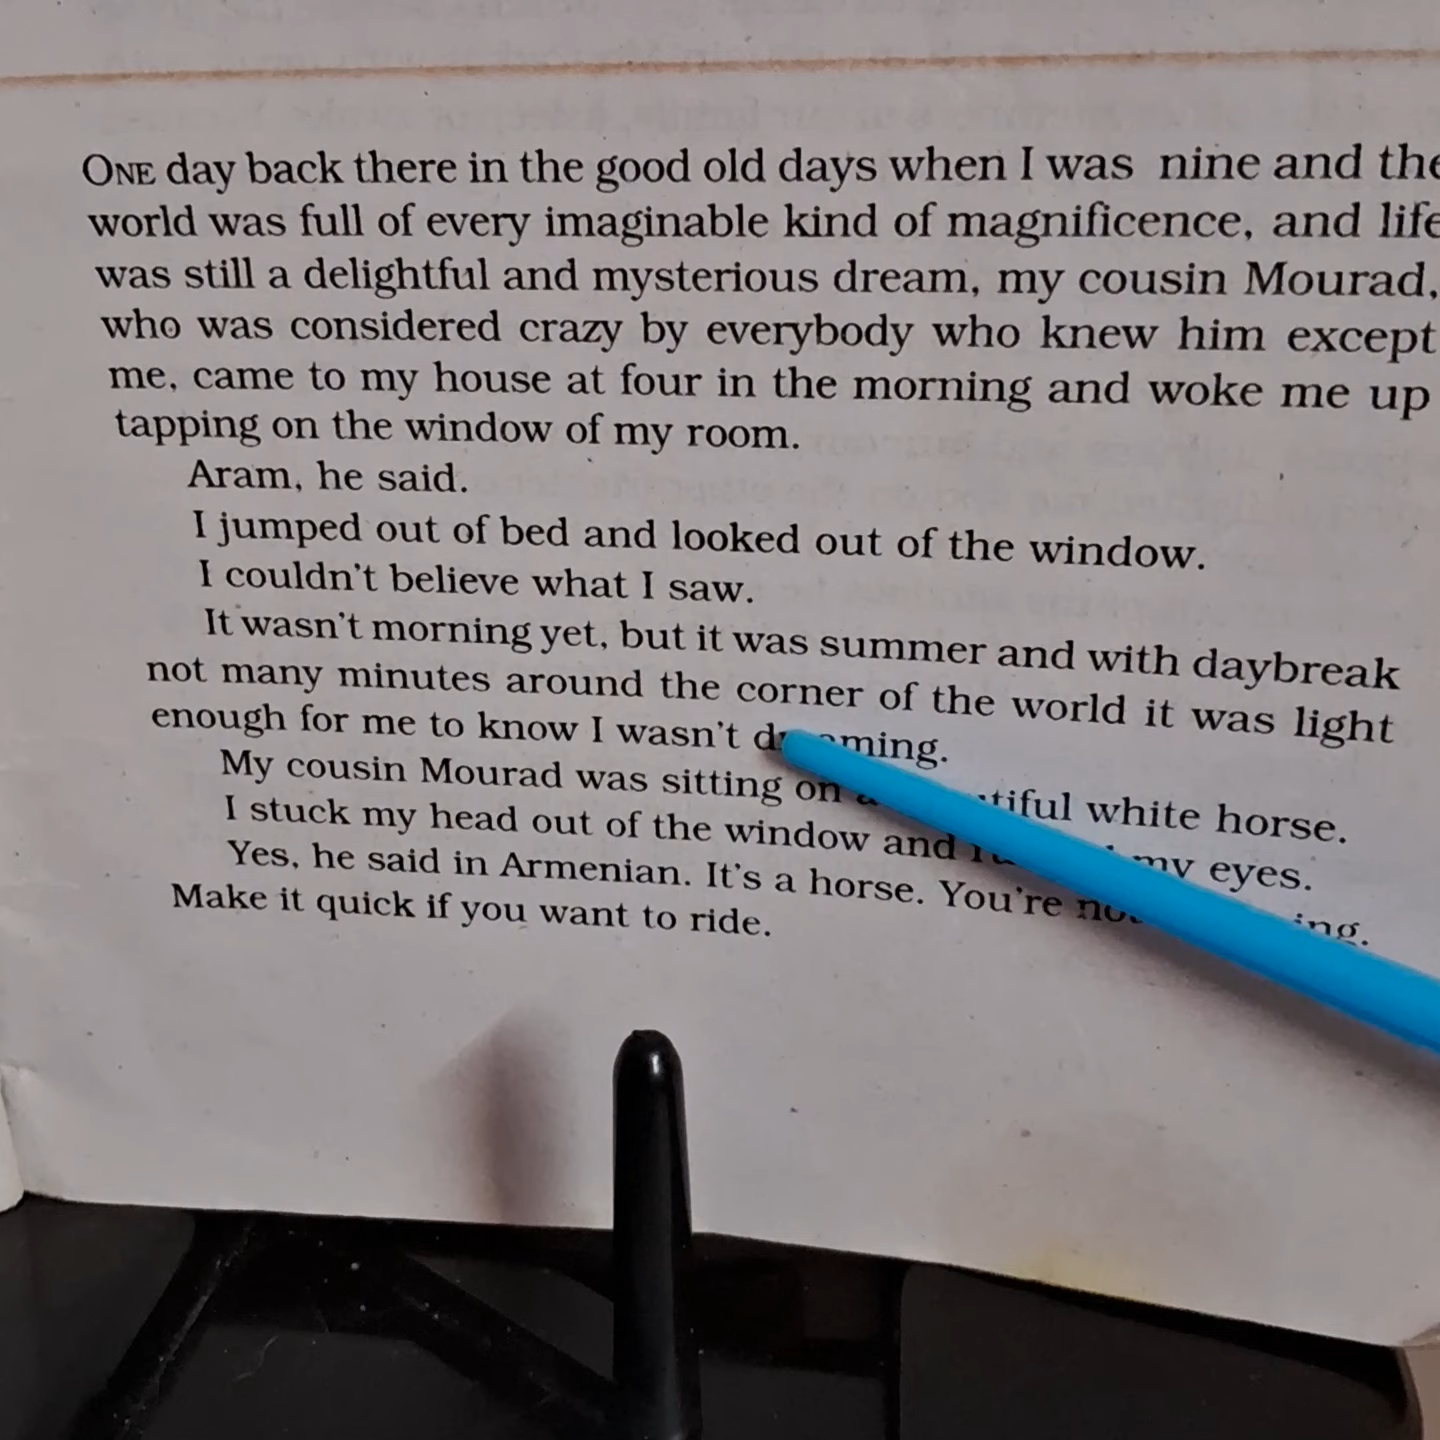 ONE day back there in the good old days when I was nine and the
world was full of every imaginable kind of magnificence, and life
was still a delightful and mysterious dream, my cousin Mourad,
who was considered crazy by everybody who knew him except
me, came to my house at four in the morning and woke me up
tapping on the window of my room.
Aram, he said.
I jumped out of bed and looked out of the window.
I couldn't believe what I saw.
It wasn't morning yet, but it was summer and with daybreak
not many minutes around the corner of the world it was light
enough for me to know I wasn't
My cousin Mourad was sitting on white horse.
I stuck my head out of the window and my eyes.
Yes, he said in Armenian. It's a horse. You're
Make it quick if you want to ride.